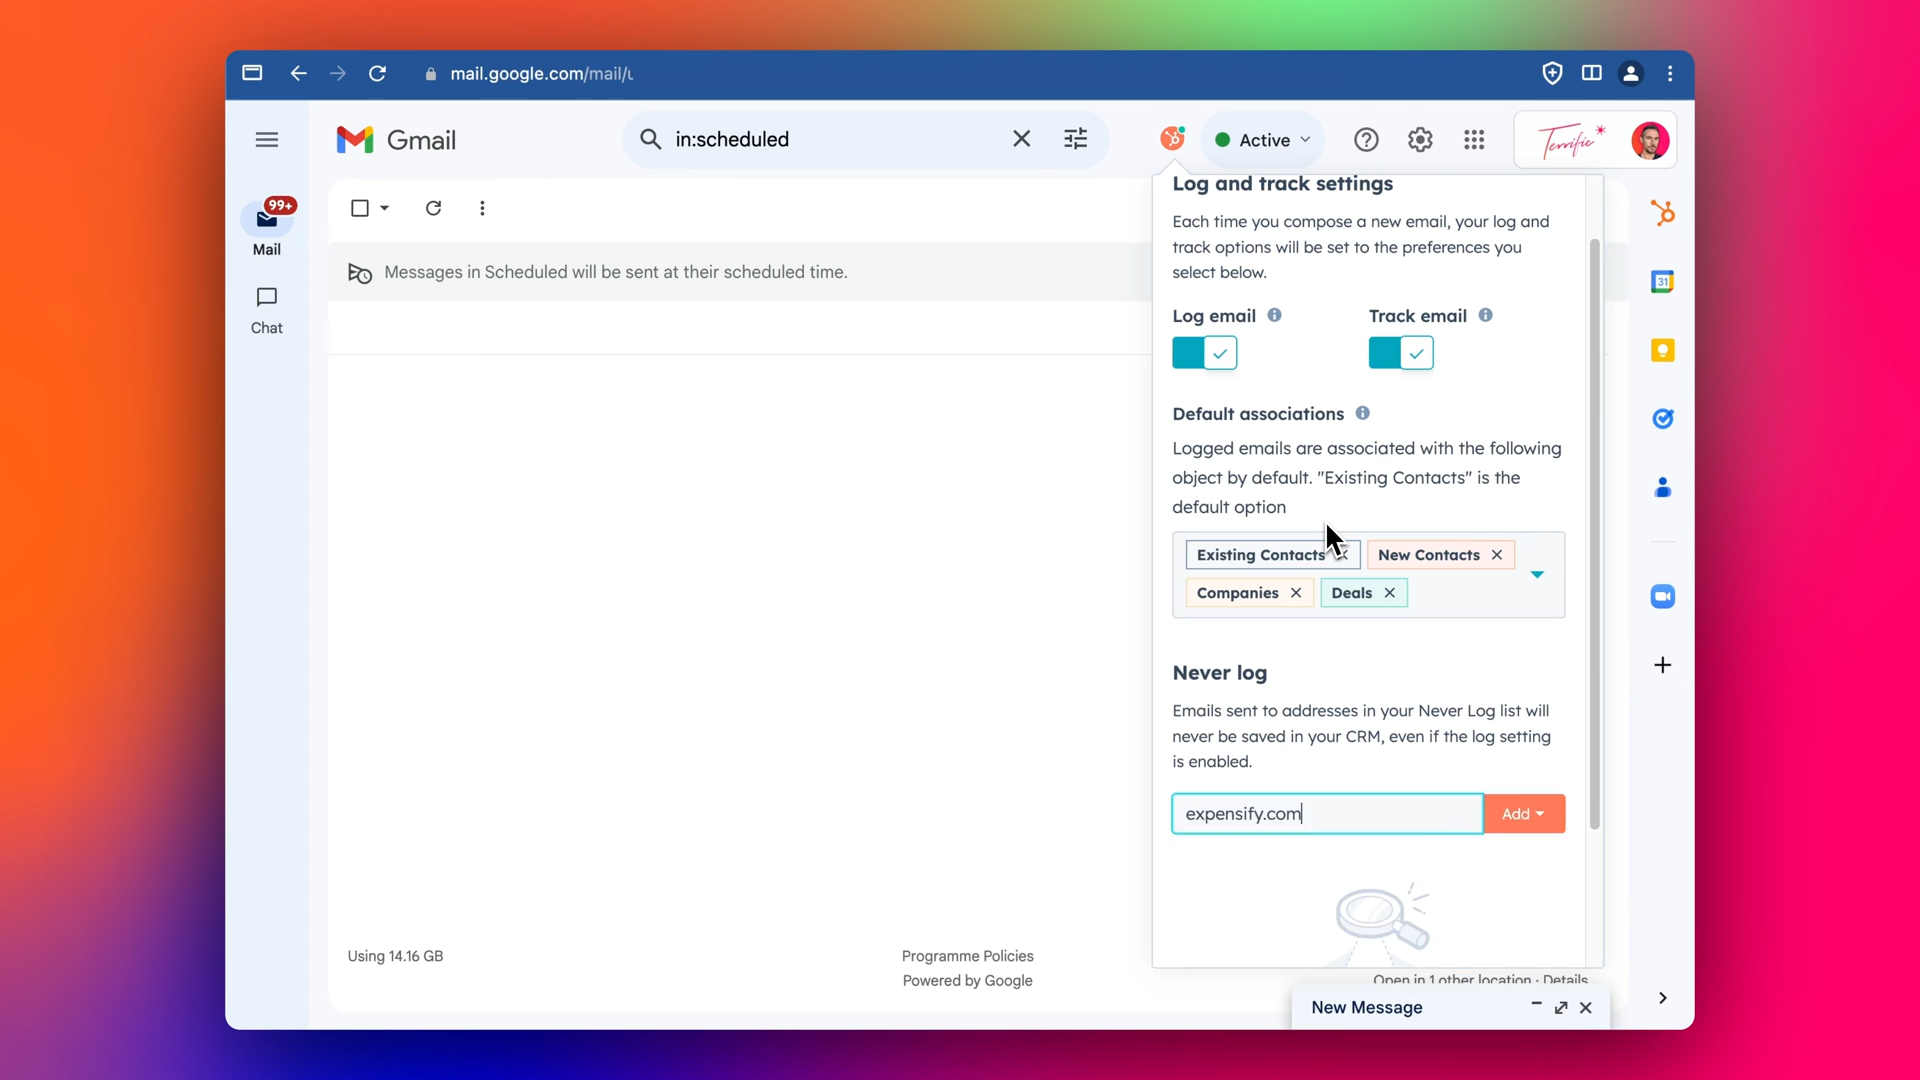 mail.google.com/mail/u
Gmail
in:scheduled
Active
Terrific
99+
Mail
Chat
Messages in Scheduled will be sent at their scheduled time.
Log and track settings
Each time you compose a new email, your log and
track options will be set to the preferences you
select below.
Log email
Track email
Default associations
Logged emails are associated with the following
object by default. "Existing Contacts" is the
default option
Existing Contacts
New Contacts
Companies
Deals
Never log
Emails sent to addresses in your Never Log list will
never be saved in your CRM, even if the log setting
is enabled.
expensify.com
Add
31
Using 14.16 GB
Programme Policies
Powered by Google
Open in 1 other location · Details
New Message